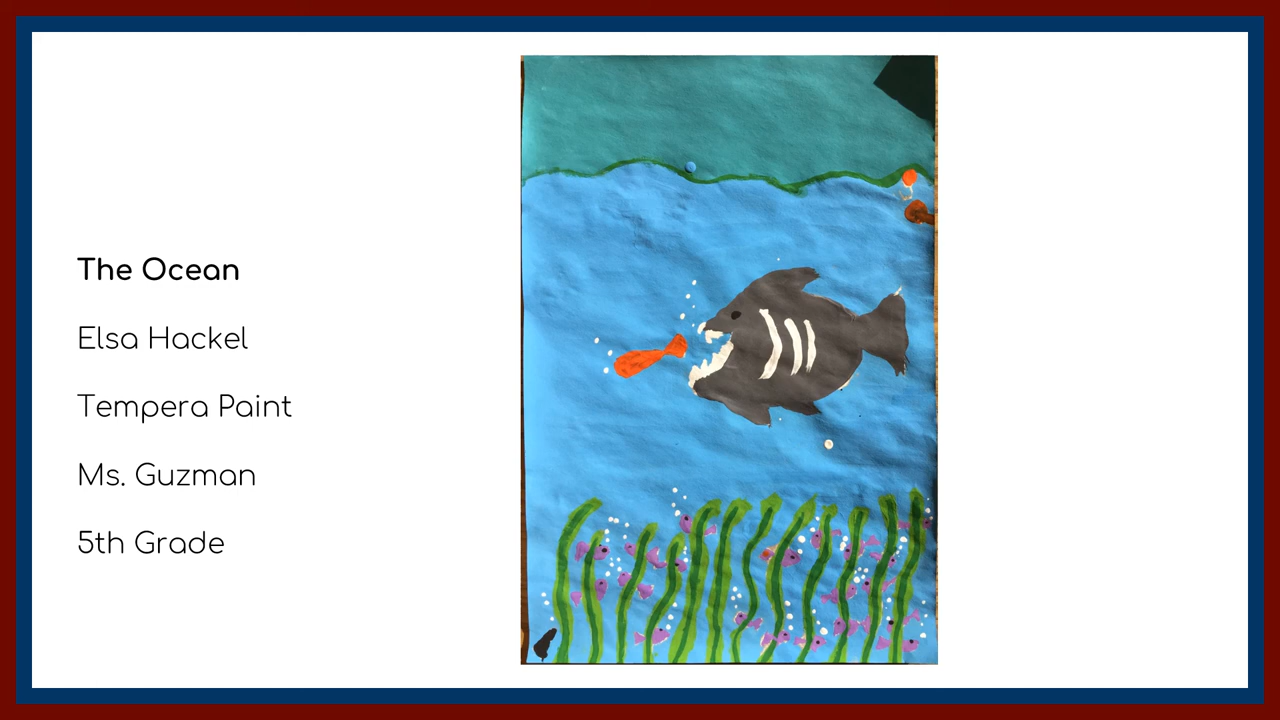 The Ocean
Elsa Hackel
Tempera Paint
Ms. Guzman
5th Grade